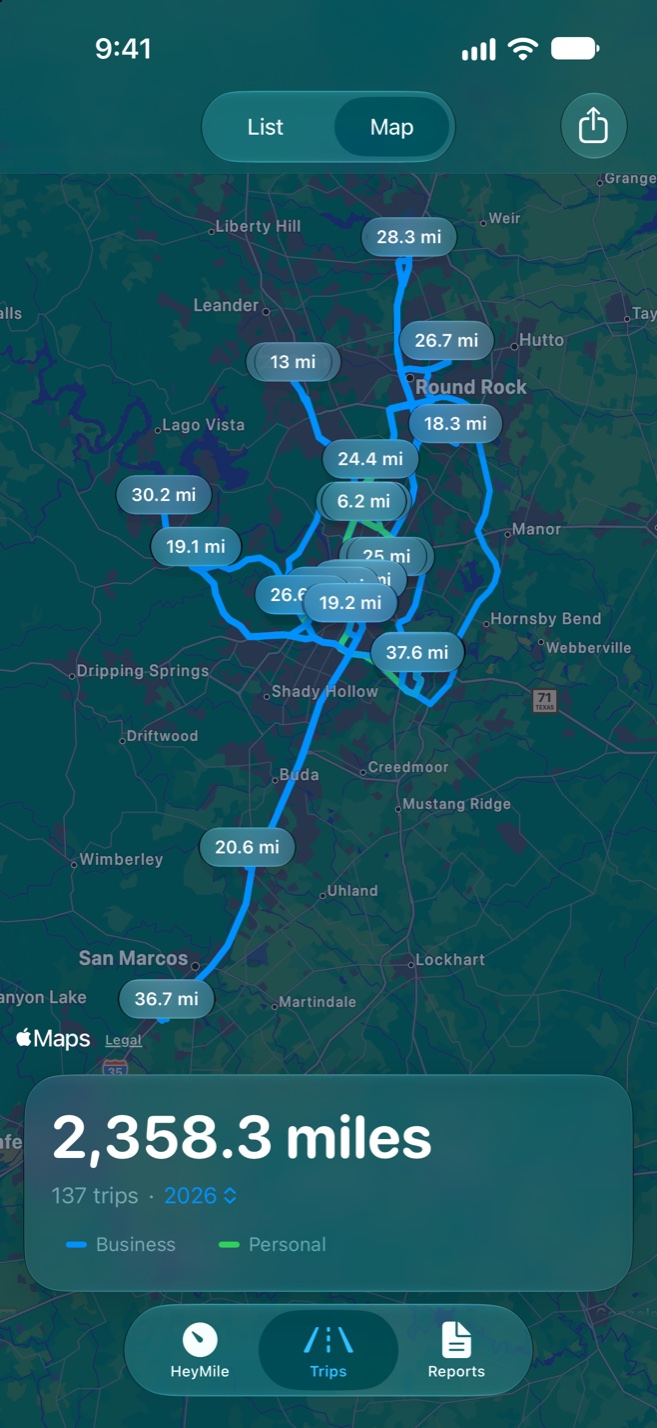 9:41
List
Map
Grange
Liberty Hill
Weir
28.3 mi
Leander
alls
Tay
26.7 mi
Hutto
13 mi
Round Rock
18.3 mi
Lago Vista
24.4 mi
30.2 mi
6.2 mi
Manor
19.1 mi
25 mi
mi
26.6
19.2 mi
Hornsby Bend
Webberville
37.6 mi
Dripping Springs
Shady Hollow
71
TEXAS
Driftwood
Buda
Creedmoor
Mustang Ridge
20.6 mi
Wimberley
Uhland
San Marcos
Lockhart
anyon Lake
36.7 mi
Martindale
Maps
Legal
35
2,358.3 miles
afe
137 trips · 2026
Business
Personal
HeyMile
Trips
Reports